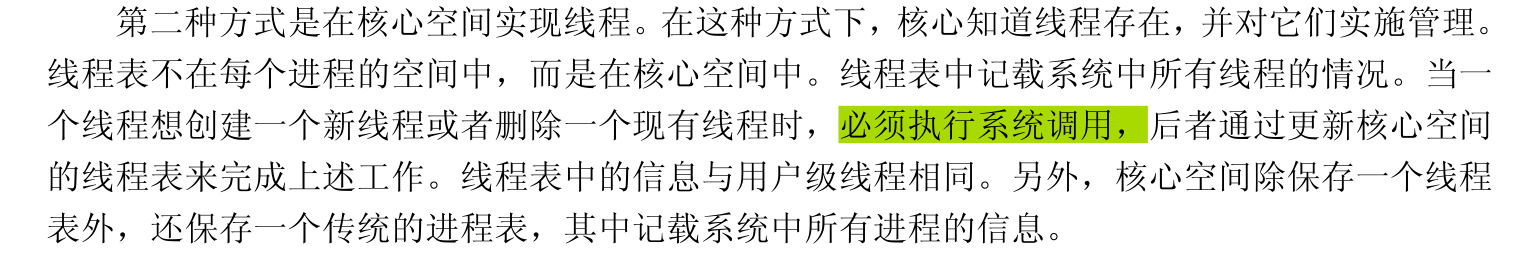 第二种方式是在核心空间实现线程。在这种方式下，核心知道线程存在，并对它们实施管理。
线程表不在每个进程的空间中，而是在核心空间中。线程表中记载系统中所有线程的情况。当一
个线程想创建一个新线程或者删除一个现有线程时，必须执行系统调用，后者通过更新核心空间
的线程表来完成上述工作。线程表中的信息与用户级线程相同。另外，核心空间除保存一个线程
表外，还保存一个传统的进程表，其中记载系统中所有进程的信息。